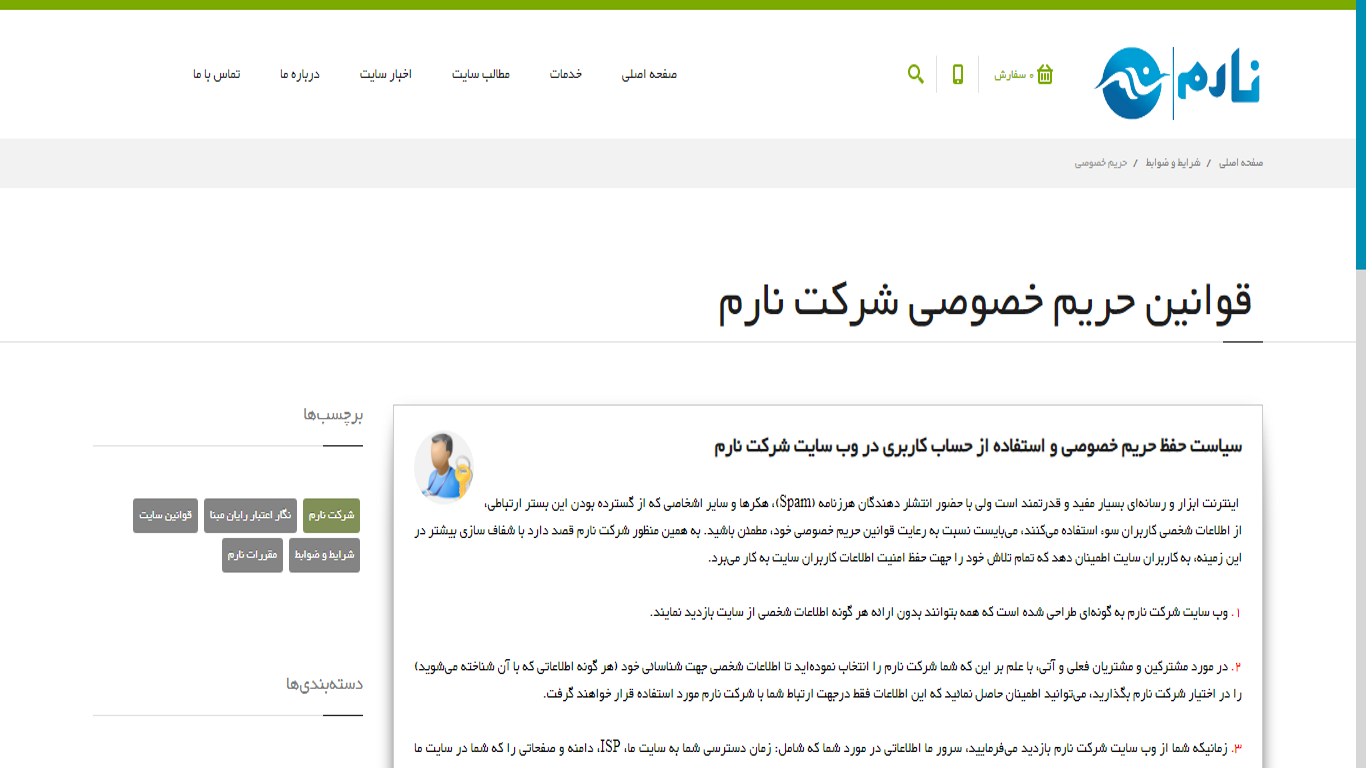 نارم
۰ سفارش
صفحه اصلی
خدمات
مطالب سایت
اخبار سایت
درباره ما
تماس با ما
صفحه اصلی / شرایط و ضوابط / حریم خصوصی
قوانین حریم خصوصی شرکت نارم
سیاست حفظ حریم خصوصی و استفاده از حساب کاربری در وب سایت شرکت نارم
اینترنت ابزار و رسانه‌ای بسیار مفید و قدرتمند است ولی با حضور انتشار دهندگان هرزنامه (Spam)، هکرها و سایر اشخاصی که از گسترده بودن این بستر ارتباطی،
از اطلاعات شخصی کاربران سوء استفاده می‌کنند، می‌بایست نسبت به رعایت قوانین حریم خصوصی خود، مطمئن باشید. به همین منظور شرکت نارم قصد دارد با شفاف سازی بیشتر در
این زمینه، به کاربران سایت اطمینان دهد که تمام تلاش خود را جهت حفظ امنیت اطلاعات کاربران سایت به کار می‌برد.
۱. وب سایت شرکت نارم به گونه‌ای طراحی شده است که همه بتوانند بدون ارائه هر گونه اطلاعات شخصی از سایت بازدید نمایند.
۲. در مورد مشترکین و مشتریان فعلی و آتی، با علم بر این که شما شرکت نارم را انتخاب نموده‌اید تا اطلاعات شخصی جهت شناسائی خود (هر گونه اطلاعاتی که با آن شناخته می‌شوید)
را در اختیار شرکت نارم بگذارید، می‌توانید اطمینان حاصل نمائید که این اطلاعات فقط درجهت ارتباط شما با شرکت نارم مورد استفاده قرار خواهند گرفت.
۳. زمانیکه شما از وب سایت شرکت نارم بازدید می‌فرمایید، سرور ما اطلاعاتی در مورد شما که شامل: زمان دسترسی شما به سایت ما، ISP، دامنه و صفحاتی را که شما در سایت ما
برچسب‌ها
شرکت نارم
نگار اعتبار رایان مبنا
قوانین سایت
شرایط و ضوابط
مقررات نارم
دسته‌بندی‌ها